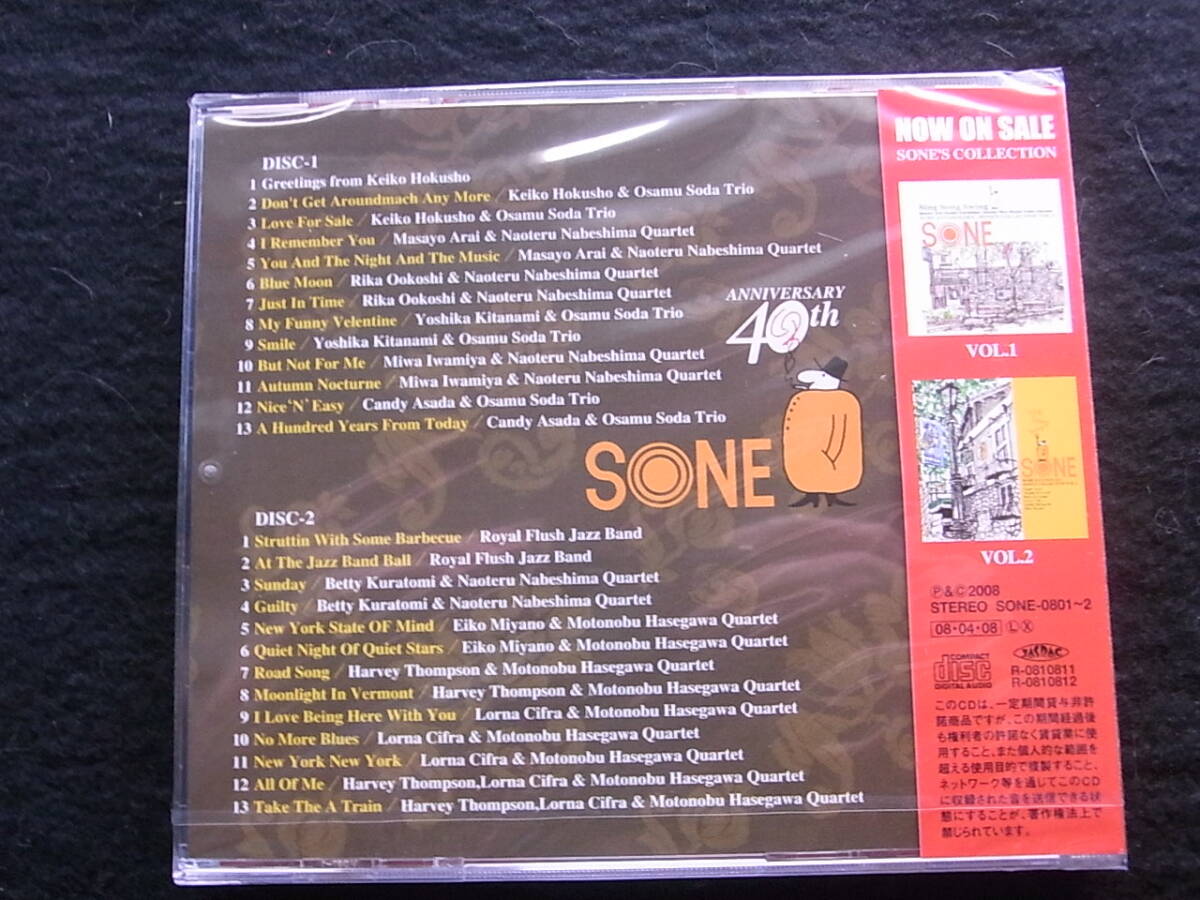 DISC-1
1 Greetings from Keiko Hokusho
2 Don't Get Aroundmach Any More / Keiko Hokusho & Osamu Soda Trio
3 Love For Sale / Keiko Hokusho & Osamu Soda Trio
4 I Remember You / Masayo Arai & Naoteru Nabeshima Quartet
5 You And The Night And The Music / Masayo Arai & Naoteru Nabeshima Quartet
6 Blue Moon / Rika Ookoshi & Naoteru Nabeshima Quartet
7 Just In Time / Rika Ookoshi & Naoteru Nabeshima Quartet
8 My Funny Velentine / Yoshika Kitanami & Osamu Soda Trio
9 Smile / Yoshika Kitanami & Osamu Soda Trio
10 But Not For Me / Miwa Iwamiya & Naoteru Nabeshima Quartet
11 Autumn Nocturne / Miwa Iwamiya & Naoteru Nabeshima Quartet
12 Nice‘N’Easy / Candy Asada & Osamu Soda Trio
13 A Hundred Years From Today / Candy Asada & Osamu Soda Trio
ANNIVERSARY
40th
SONE
DISC-2
1 Struttin With Some Barbecue / Royal Flush Jazz Band
2 At The Jazz Band Ball / Royal Flush Jazz Band
3 Sunday / Betty Kuratomi & Naoteru Nabeshima Quartet
4 Guilty / Betty Kuratomi & Naoteru Nabeshima Quartet
5 New York State OF Mind / Eiko Miyano & Motonobu Hasegawa Quartet
6 Quiet Night Of Quiet Stars / Eiko Miyano & Motonobu Hasegawa Quartet
7 Road Song / Harvey Thompson & Motonobu Hasegawa Quartet
8 Moonlight In Vermont / Harvey Thompson & Motonobu Hasegawa Quartet
9 I Love Being Here With You / Lorna Cifra & Motonobu Hasegawa Quartet
10 No More Blues / Lorna Cifra & Motonobu Hasegawa Quartet
11 New York New York / Lorna Cifra & Motonobu Hasegawa Quartet
12 All Of Me / Harvey Thompson,Lorna Cifra & Motonobu Hasegawa Quartet
13 Take The A Train / Harvey Thompson,Lorna Cifra & Motonobu Hasegawa Quartet
NOW ON SALE
SONE'S COLLECTION
SONE
VOL.1
SONE
VOL.2
Ⓟ&Ⓒ2008
STEREO SONE-0801~2
08・04・08 Ⓛ Ⓧ
COMPACT
disc
DIGITAL AUDIO
JASRAC
R-0810811
R-0810812
このCDは、一定期間貸与非許
諾商品ですが、この期間経過後
も権利者の許諾なく賃貸業に使
用すること、また個人的な範囲を
超える使用目的で複製すること、
ネットワーク等を通じてこのCD
に収録された音を送信できる状
態にすることが、著作権法上で
禁じられています。